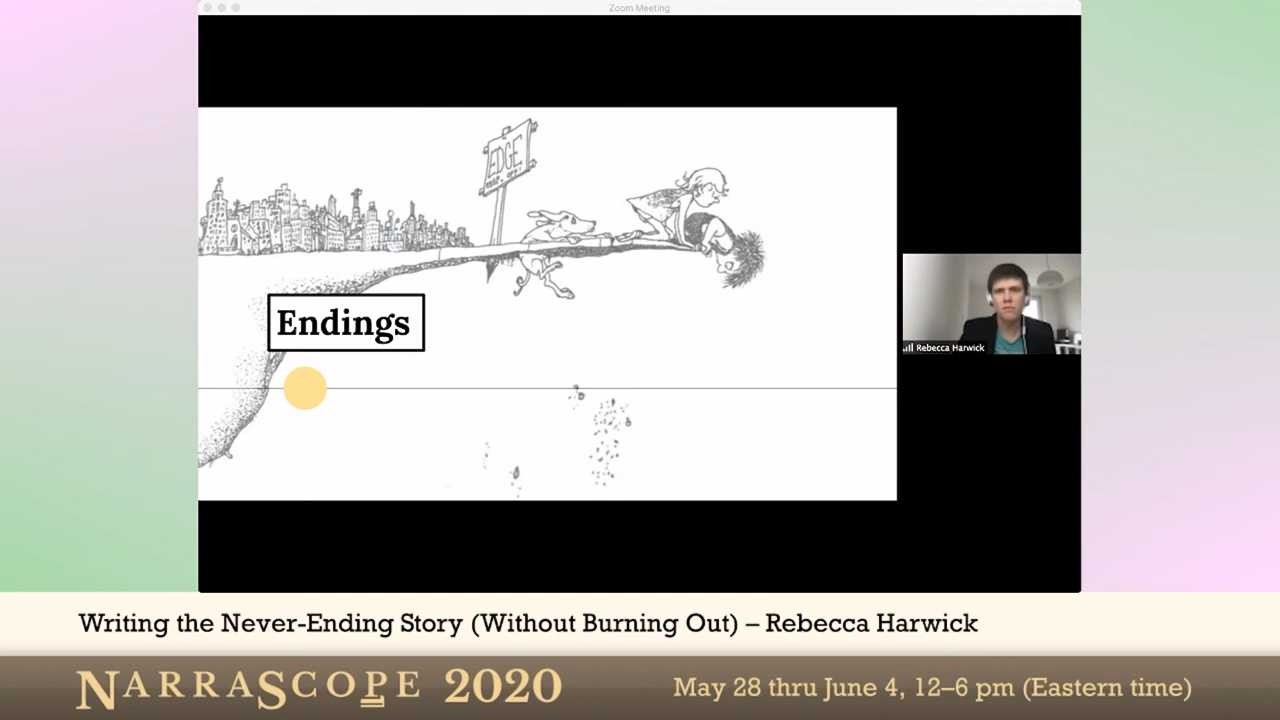 Zoom Meeting
EDGE
Endings
Rebecca Harwick
Writing the Never-Ending Story (Without Burning Out) – Rebecca Harwick
NARRASCOPE 2020
May 28 thru June 4, 12–6 pm (Eastern time)